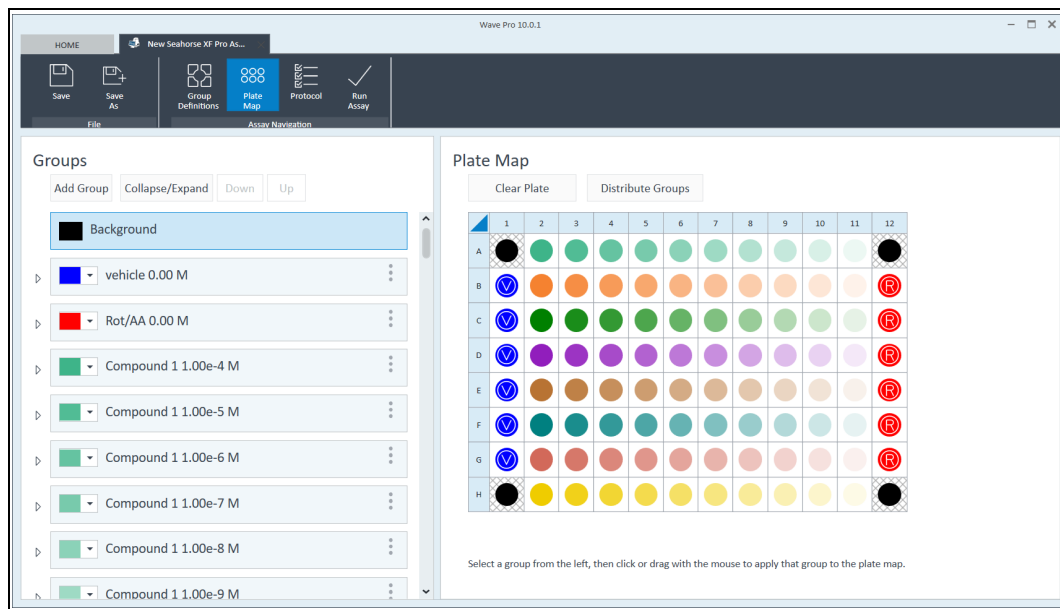 Wave Pro 10.0.1
HOME
New Seahorse XF Pro As...
Save
Save As
Group Definitions
Plate Map
Protocol
Run Assay
File
Assay Navigation
Groups
Add Group Collapse/Expand Down Up
Background
vehicle 0.00 M
Rot/AA 0.00 M
Compound 1 1.00e-4 M
Compound 1 1.00e-5 M
Compound 1 1.00e-6 M
Compound 1 1.00e-7 M
Compound 1 1.00e-8 M
Compound 1 1.00e-9 M
Plate Map
Clear Plate Distribute Groups
1 2 3 4 5 6 7 8 9 10 11 12
A
B V R
C V R
D V R
E V R
F V R
G V R
H
Select a group from the left, then click or drag with the mouse to apply that group to the plate map.